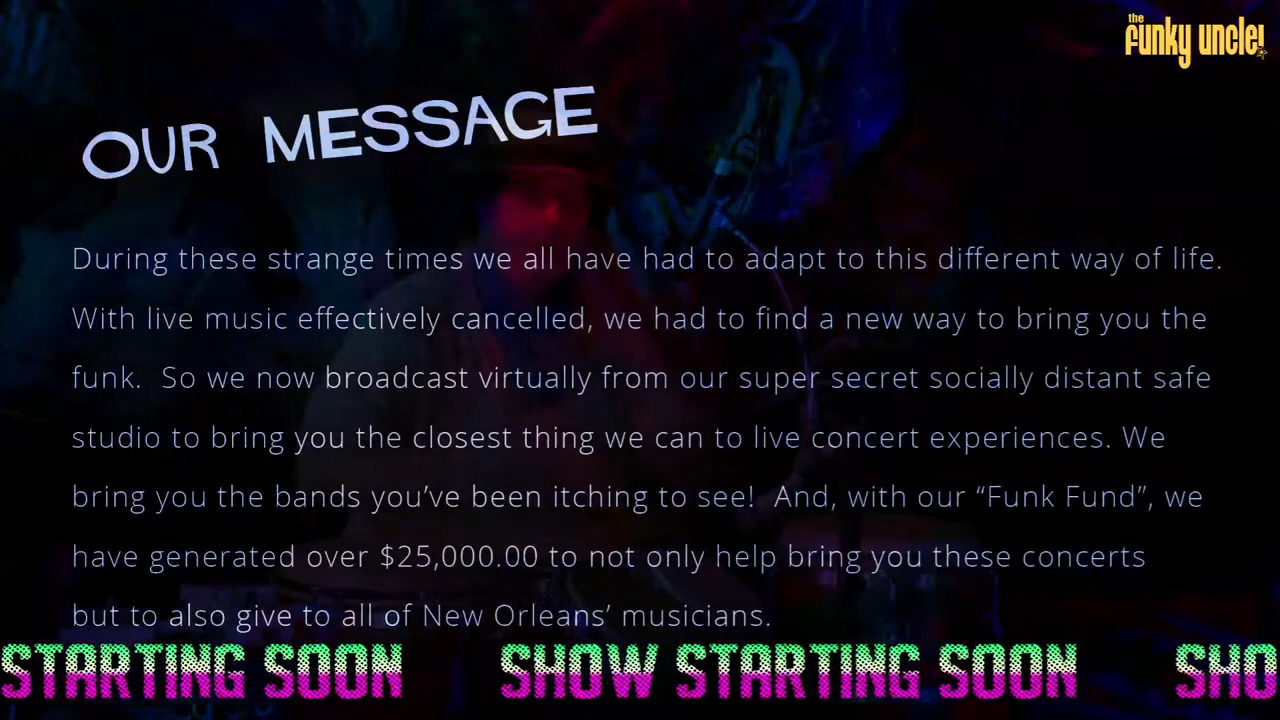 the
funky uncle!
OUR MESSAGE
During these strange times we all have had to adapt to this different way of life.
With live music effectively cancelled, we had to find a new way to bring you the
funk.  So we now broadcast virtually from our super secret socially distant safe
studio to bring you the closest thing we can to live concert experiences. We
bring you the bands you’ve been itching to see!  And, with our “Funk Fund”, we
have generated over $25,000.00 to not only help bring you these concerts
but to also give to all of New Orleans’ musicians.
STARTING SOON SHOW STARTING SOON SHO